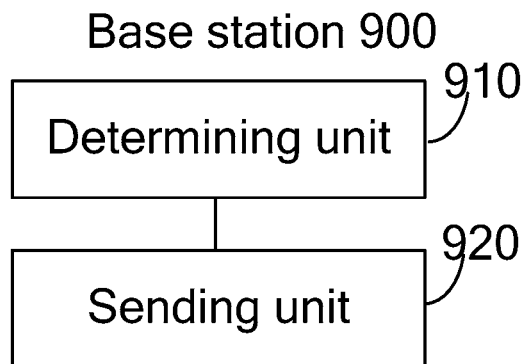 Base station 900
910
Determining unit
920
Sending unit